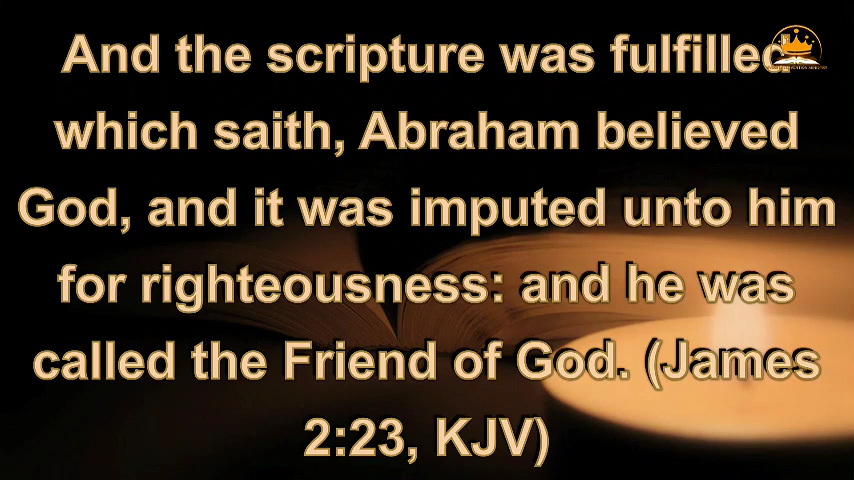 And the scripture was fulfilled
which saith, Abraham believed
God, and it was imputed unto him
for righteousness: and he was
called the Friend of God. (James
2:23, KJV)